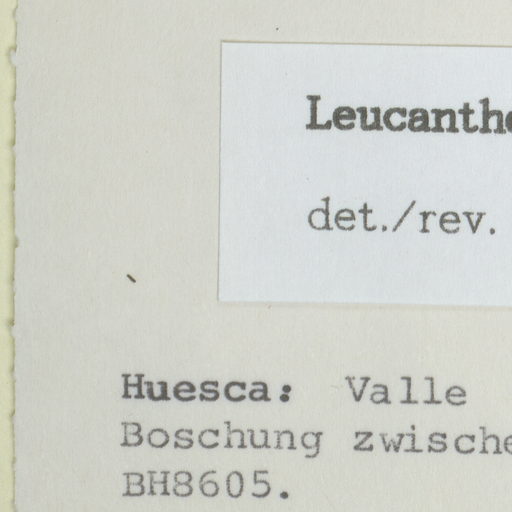 Leucanthe
det./rev.
Huesca: Valle
Boschung zwische
BH8605.